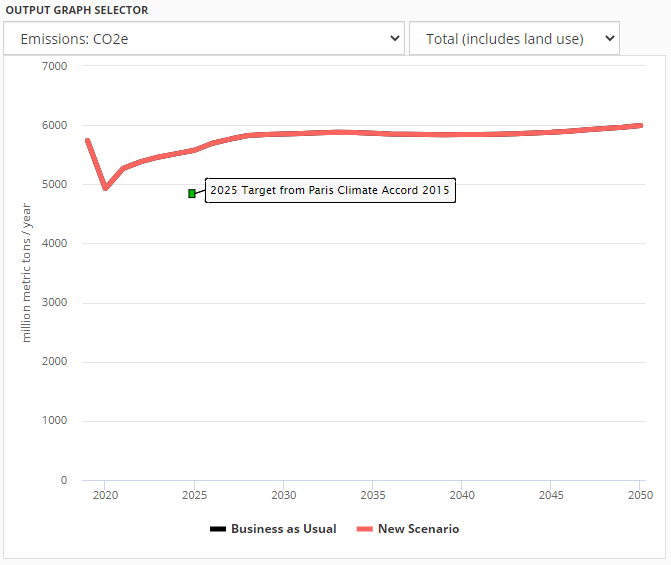 OUTPUT GRAPH SELECTOR
Emissions: CO2e Total (includes land use)
7000
6000
5000
4000
3000
2000
1000
0
million metric tons / year
2025 Target from Paris Climate Accord 2015
2020 2025 2030 2035 2040 2045 2050
Business as Usual New Scenario